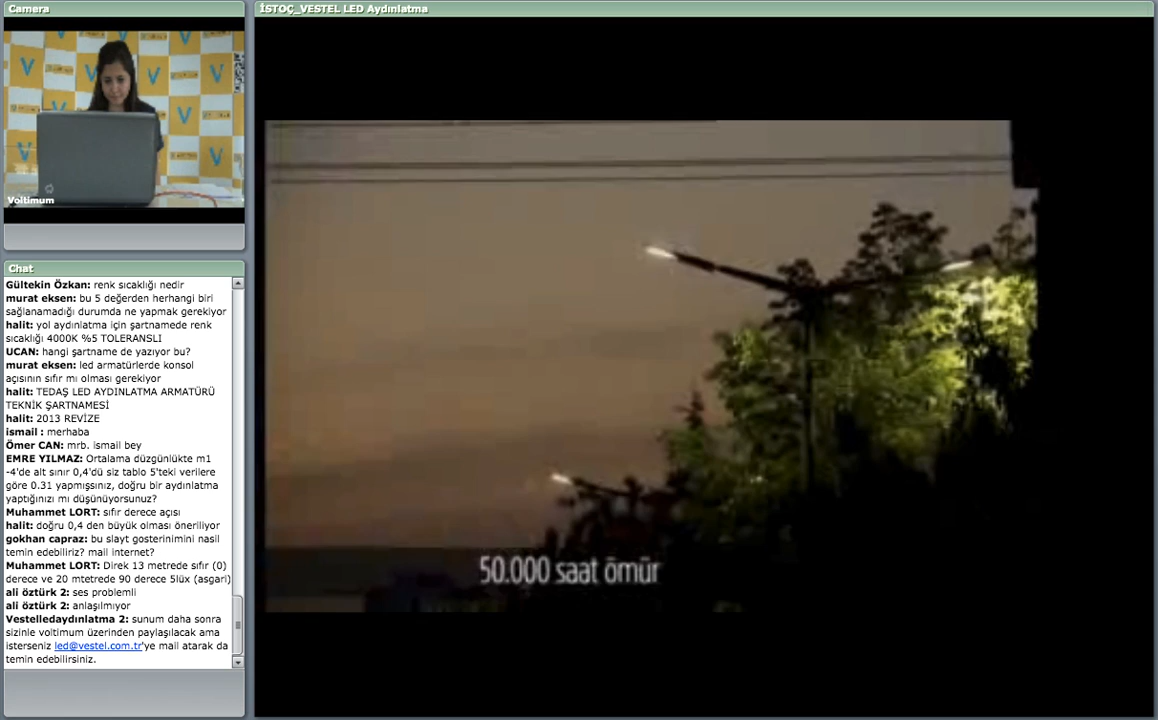 Camera
Voltimum
Chat
Gültekin Özkan: renk sıcaklığı nedir
murat eksen: bu 5 değerden herhangi biri
sağlanamadığı durumda ne yapmak gerekiyor
halit: yol aydınlatma için şartnamede renk
sıcaklığı 4000K %5 TOLERANSLI
UCAN: hangi şartname de yazıyor bu?
murat eksen: led armatürlerde konsol
açısının sıfır mı olması gerekiyor
halit: TEDAŞ LED AYDINLATMA ARMATÜRÜ
TEKNİK ŞARTNAMESİ
halit: 2013 REVİZE
ismail : merhaba
Ömer CAN: mrb. ismail bey
EMRE YILMAZ: Ortalama düzgünlükte m1
-4'de alt sınır 0,4'dü siz tablo 5'teki verilere
göre 0.31 yapmışsınız, doğru bir aydınlatma
yaptığınızı mı düşünüyorsunuz?
Muhammet LORT: sıfır derece açısı
halit: doğru 0,4 den büyük olması öneriliyor
gokhan capraz: bu slayt gosterinimini nasil
temin edebiliriz? mail internet?
Muhammet LORT: Direk 13 metrede sıfır (0)
derece ve 20 mtetrede 90 derece 5lüx (asgari)
ali öztürk 2: ses problemli
ali öztürk 2: anlaşılmıyor
Vestelledaydınlatma 2: sunum daha sonra
sizinle voltimum üzerinden paylaşılacak ama
isterseniz led@vestel.com.tr'ye mail atarak da
temin edebilirsiniz.
İSTOÇ_VESTEL LED Aydınlatma
50.000 saat ömür